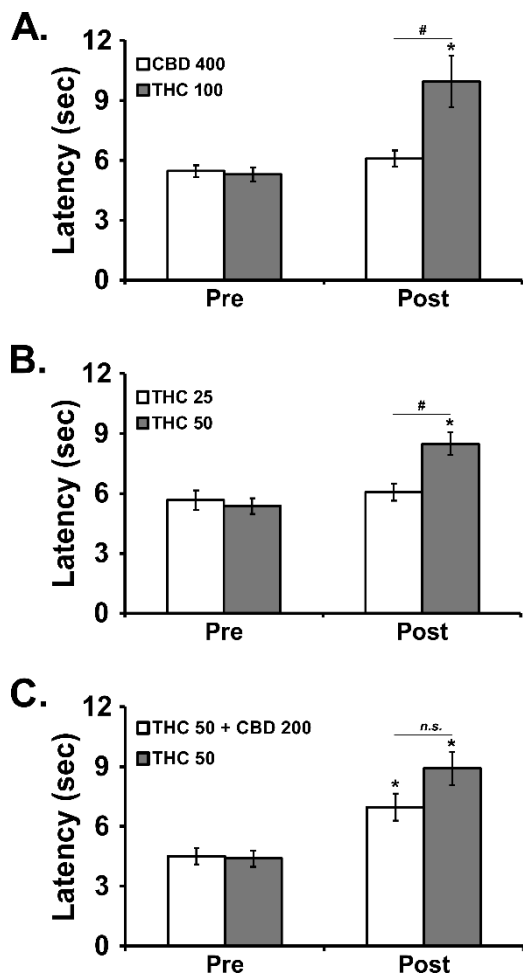 A.
Latency (sec)
12
9
6
3
0
CBD 400
THC 100
#
*
Pre
Post
B.
Latency (sec)
12
9
6
3
0
THC 25
THC 50
#
*
Pre
Post
C.
Latency (sec)
12
9
6
3
0
THC 50 + CBD 200
THC 50
n.s.
*
*
Pre
Post